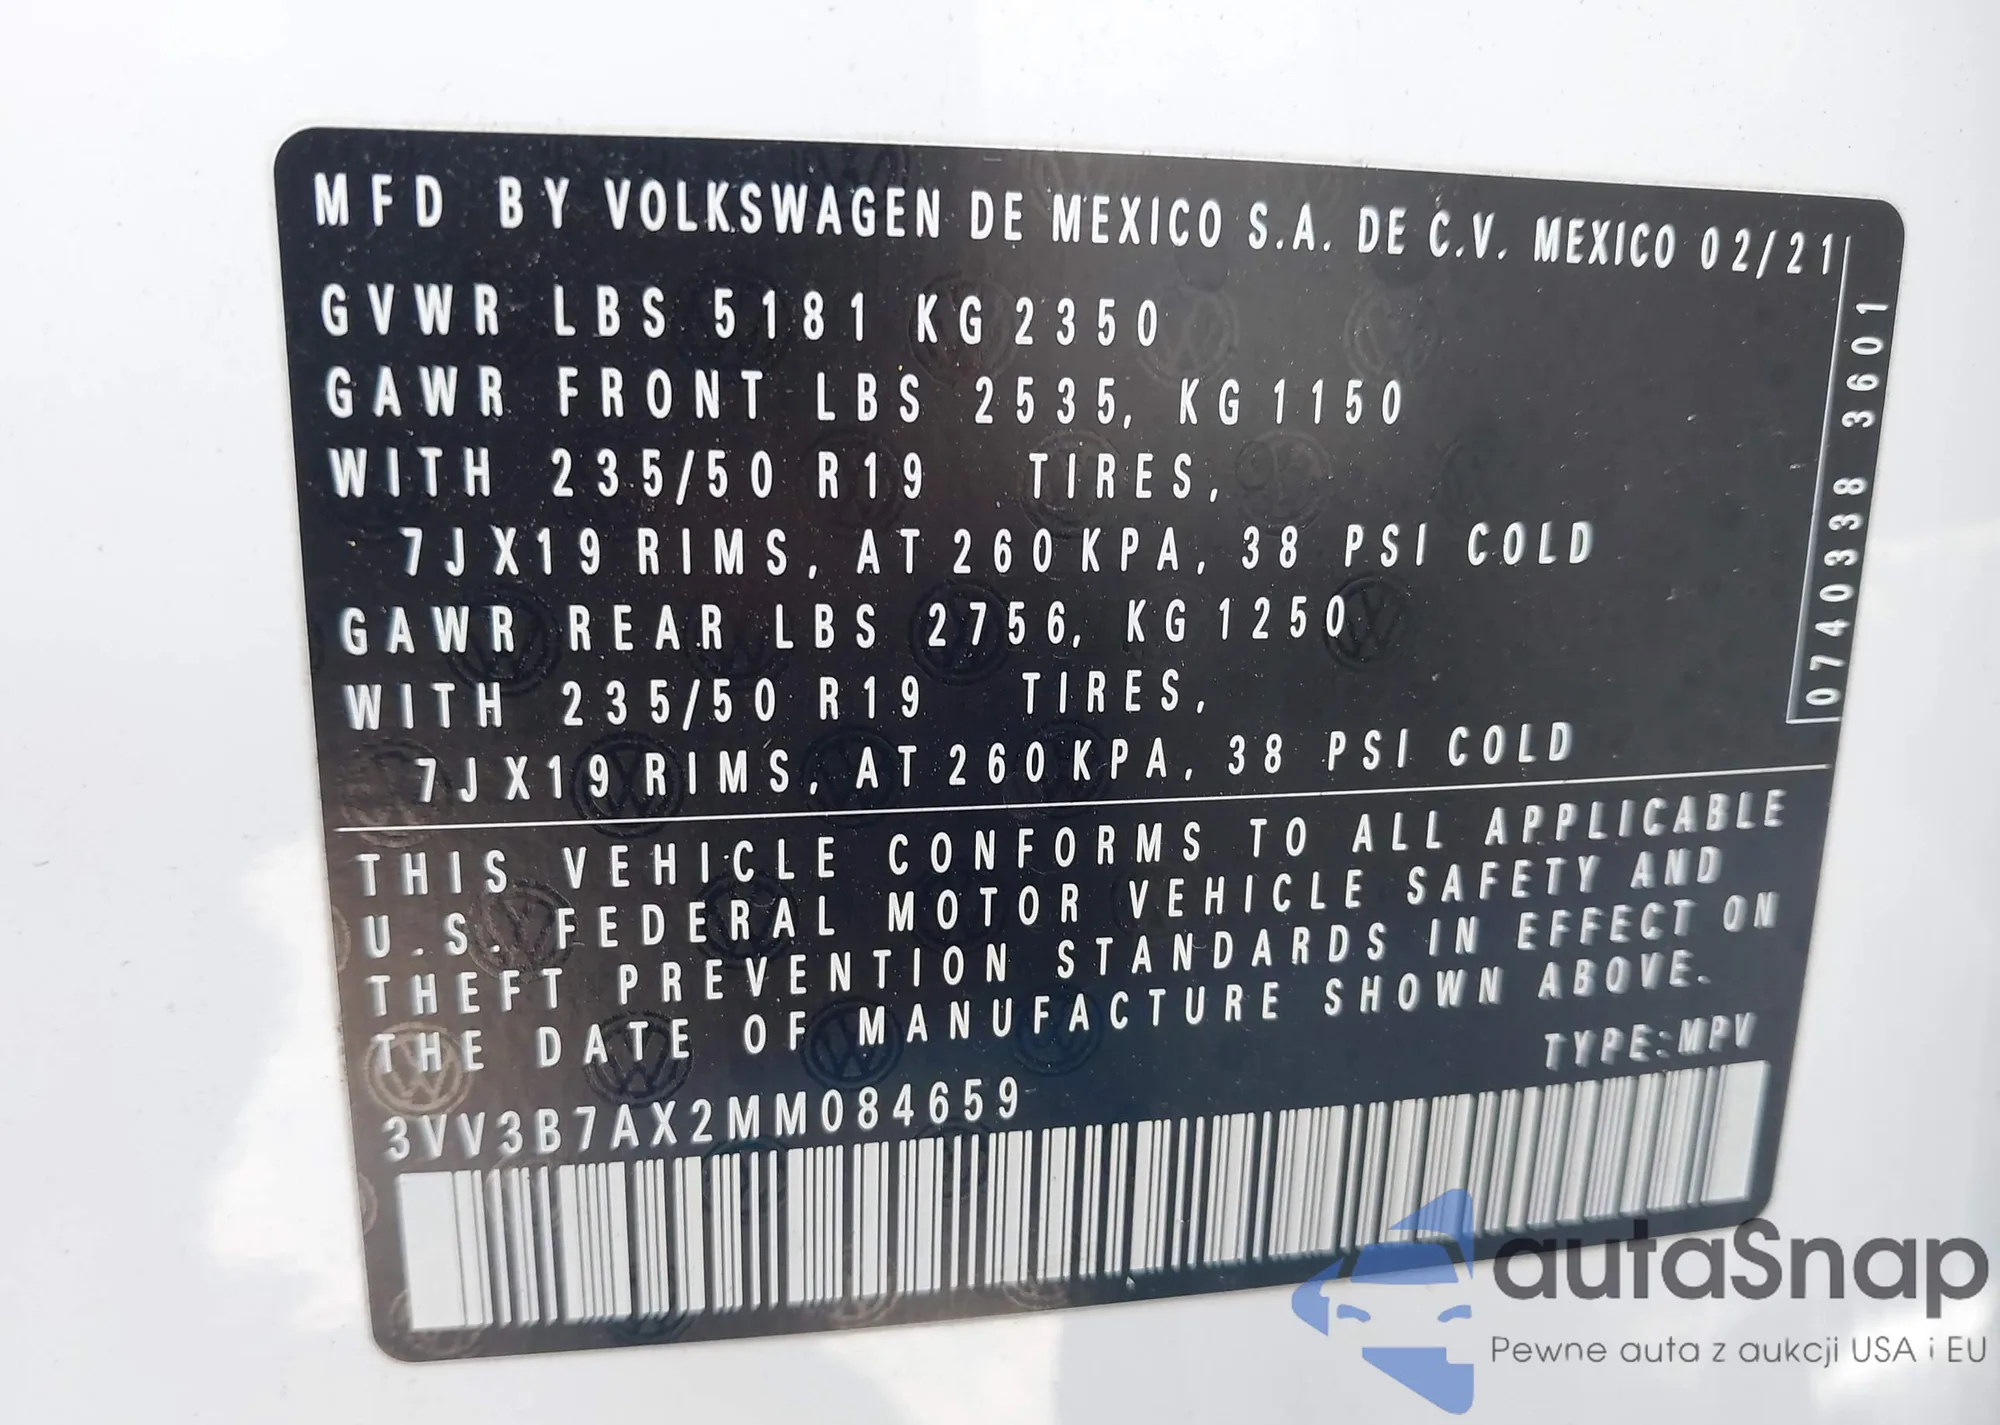 MFD BY VOLKSWAGEN DE MEXICO S.A. DE C.V. MEXICO 02/21
GVWR LBS 5181 KG 2350
GAWR FRONT LBS 2535, KG 1150
WITH 235/50 R19 TIRES,
7JX19 RIMS, AT 260 KPA, 38 PSI COLD
GAWR REAR LBS 2756, KG 1250
WITH 235/50 R19 TIRES,
7JX19 RIMS, AT 260 KPA, 38 PSI COLD
0740338 3601
THIS VEHICLE CONFORMS TO ALL APPLICABLE
U.S. FEDERAL MOTOR VEHICLE SAFETY AND
THEFT PREVENTION STANDARDS IN EFFECT ON
THE DATE OF MANUFACTURE SHOWN ABOVE.
TYPE:MPV
3VV3B7AX2MM084659
autaSnap
Pewne auta z aukcji USA i EU